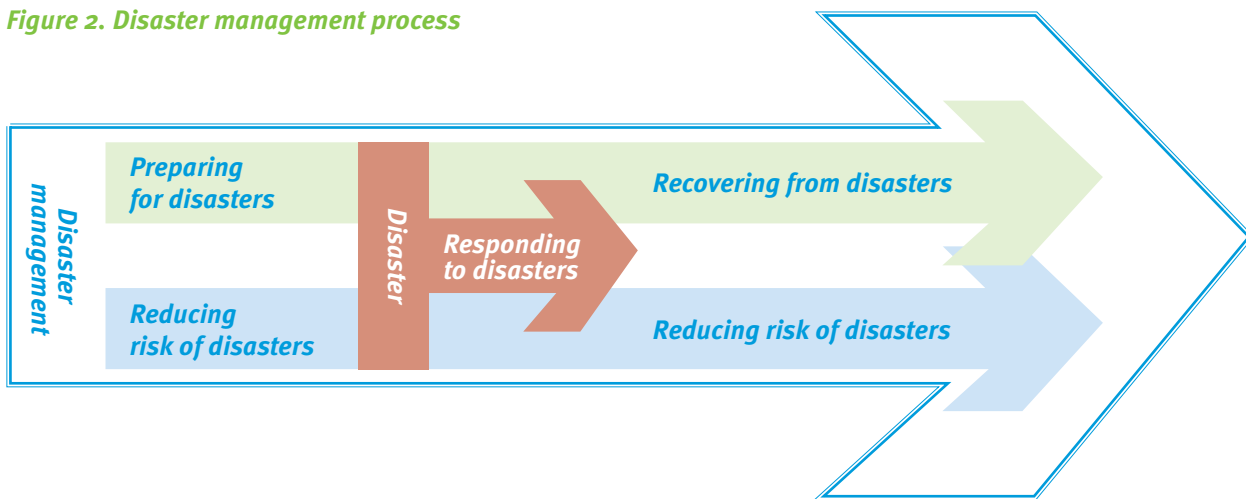 Figure 2. Disaster management process
Disaster
management
Preparing
for disasters
Reducing
risk of disasters
Disaster
Responding
to disasters
Recovering from disasters
Reducing risk of disasters